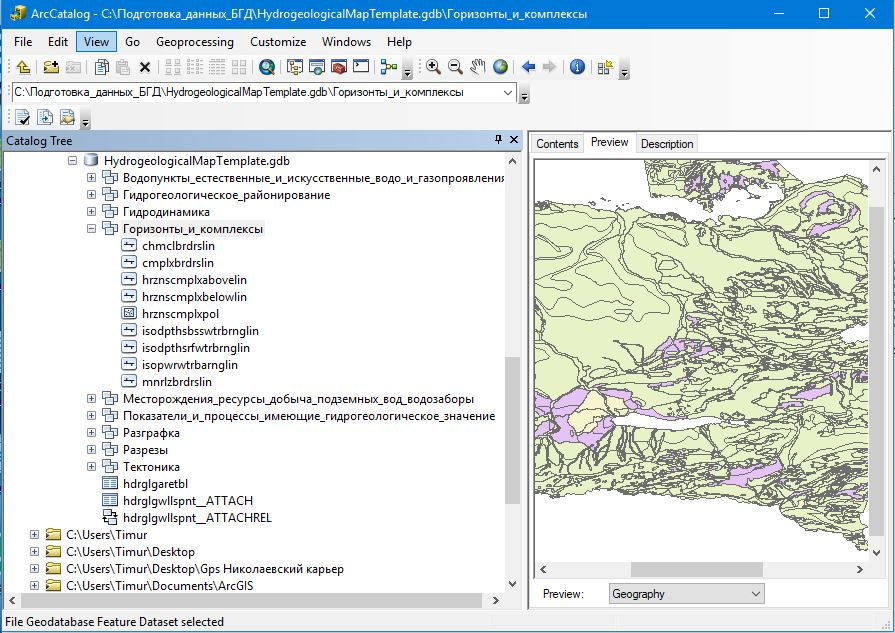 ArcCatalog - C:\Подготовка_данных_БГД\HydrogeologicalMapTemplate.gdb\Горизонты_и_комплексы
File Edit View Go Geoprocessing Customize Windows Help
C:\Подготовка_данных_БГД\HydrogeologicalMapTemplate.gdb\Горизонты_и_комплексы
Catalog Tree
Contents Preview Description
HydrogeologicalMapTemplate.gdb
Водопункты_естественные_и_искусственные_водо_и_газопроявления
Гидрогеологическое_районирование
Гидродинамика
Горизонты_и_комплексы
chmclbrdrslin
cmplxbrdrslin
hrznscmplxabovelin
hrznscmplxbelowlin
hrznscmplxpol
isodpthsbsswtrbrnglin
isodpthsrfwtrbrnglin
isopwrwtrbarnglin
mnrlzbrdrslin
Месторождения_ресурсы_добыча_подземных_вод_водозаборы
Показатели_и_процессы_имеющие_гидрогеологическое_значение
Разграфка
Разрезы
Тектоника
hdrglgaretbl
hdrglgwllspnt__ATTACH
hdrglgwllspnt__ATTACHREL
C:\Users\Timur
C:\Users\Timur\Desktop
C:\Users\Timur\Desktop\Gps Николаевский карьер
C:\Users\Timur\Documents\ArcGIS
Preview: Geography
File Geodatabase Feature Dataset selected